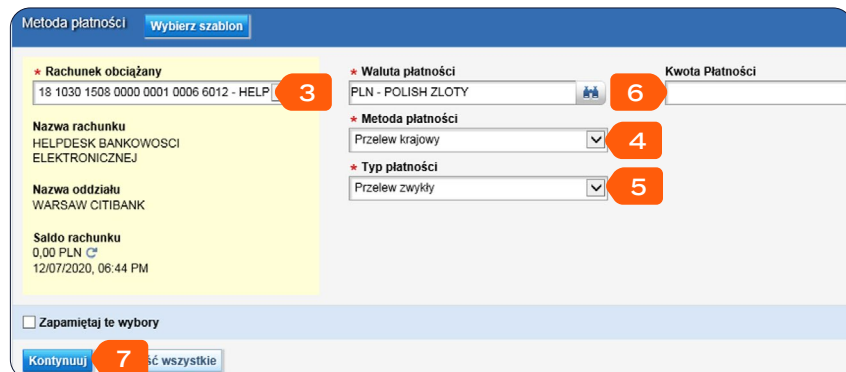 Metoda płatności Wybierz szablon
* Rachunek obciążany
18 1030 1508 0000 0001 0006 6012 - HELP
3
Nazwa rachunku
HELPDESK BANKOWOSCI
ELEKTRONICZNEJ
Nazwa oddziału
WARSAW CITIBANK
Saldo rachunku
0,00 PLN
12/07/2020, 06:44 PM
* Waluta płatności
PLN - POLISH ZLOTY
6
* Metoda płatności
Przelew krajowy
4
* Typ płatności
Przelew zwykły
5
Kwota Płatności
Zapamiętaj te wybory
Kontynuuj 7 ść wszystkie